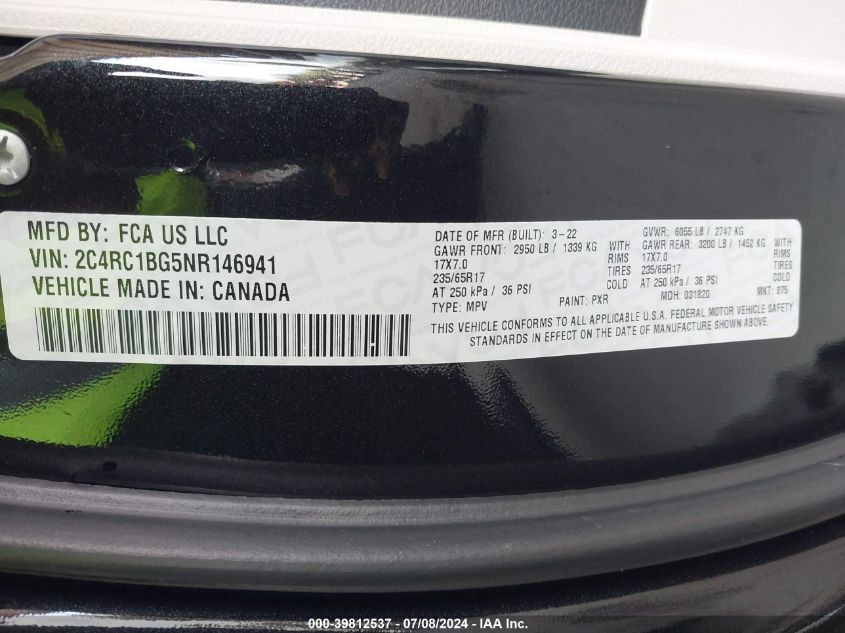 MFD BY: FCA US LLC
VIN: 2C4RC1BG5NR146941
VEHICLE MADE IN: CANADA
DATE OF MFR (BUILT): 3-22 GVWR: 6055 LB / 2747 KG
GAWR FRONT: 2950 LB / 1339 KG WITH GAWR REAR: 3200 LB / 1452 KG WITH
17X7.0 RIMS 17X7.0 RIMS
235/65R17 TIRES 235/65R17 TIRES
AT 250 kPa / 36 PSI COLD AT 250 kPa / 36 PSI COLD
TYPE: MPV PAINT: PXR MDH: 031820 MKT: 875
THIS VEHICLE CONFORMS TO ALL APPLICABLE U.S.A. FEDERAL MOTOR VEHICLE SAFETY
STANDARDS IN EFFECT ON THE DATE OF MANUFACTURE SHOWN ABOVE.
000-39812537 / 07/08/2024 - IAA Inc.